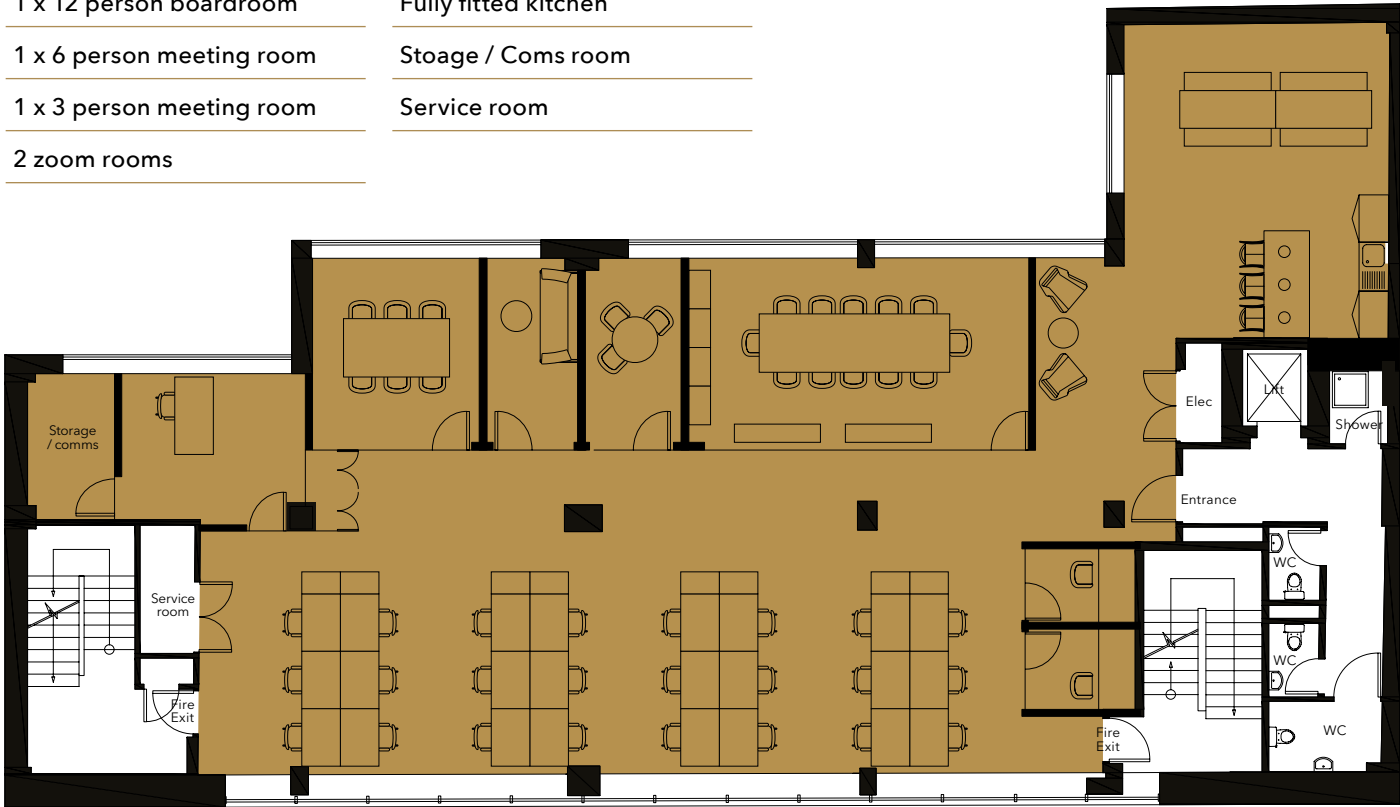 1 x 12 person boardroom
Fully fitted kitchen
1 x 6 person meeting room
Stoage / Coms room
1 x 3 person meeting room
Service room
2 zoom rooms
Storage
/ comms
Elec
Lift
Shower
Entrance
WC
Service
room
WC
Fire
Exit
WC
Fire
Exit